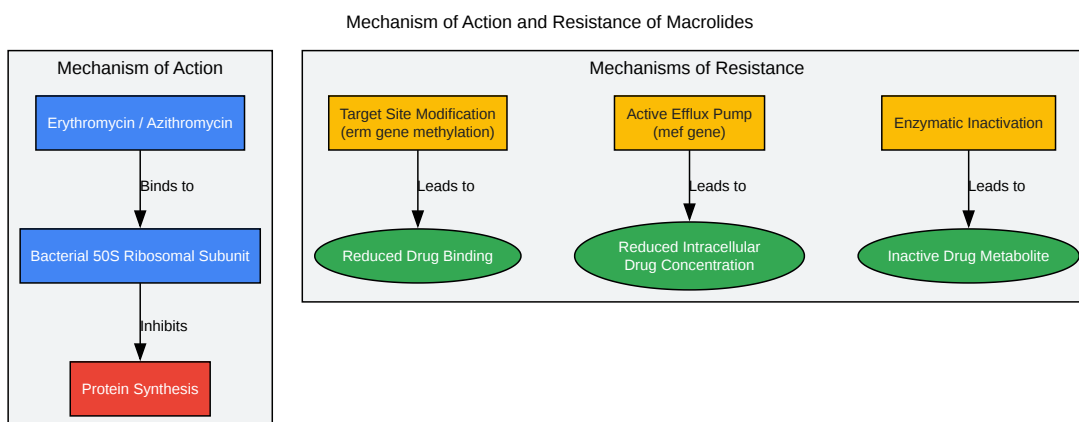 Mechanism of Action and Resistance of Macrolides
Mechanism of Action
Erythromycin / Azithromycin
Binds to
Bacterial 50S Ribosomal Subunit
Inhibits
Protein Synthesis
Mechanisms of Resistance
Target Site Modification
(erm gene methylation)
Leads to
Reduced Drug Binding
Active Efflux Pump
(mef gene)
Leads to
Reduced Intracellular
Drug Concentration
Enzymatic Inactivation
Leads to
Inactive Drug Metabolite